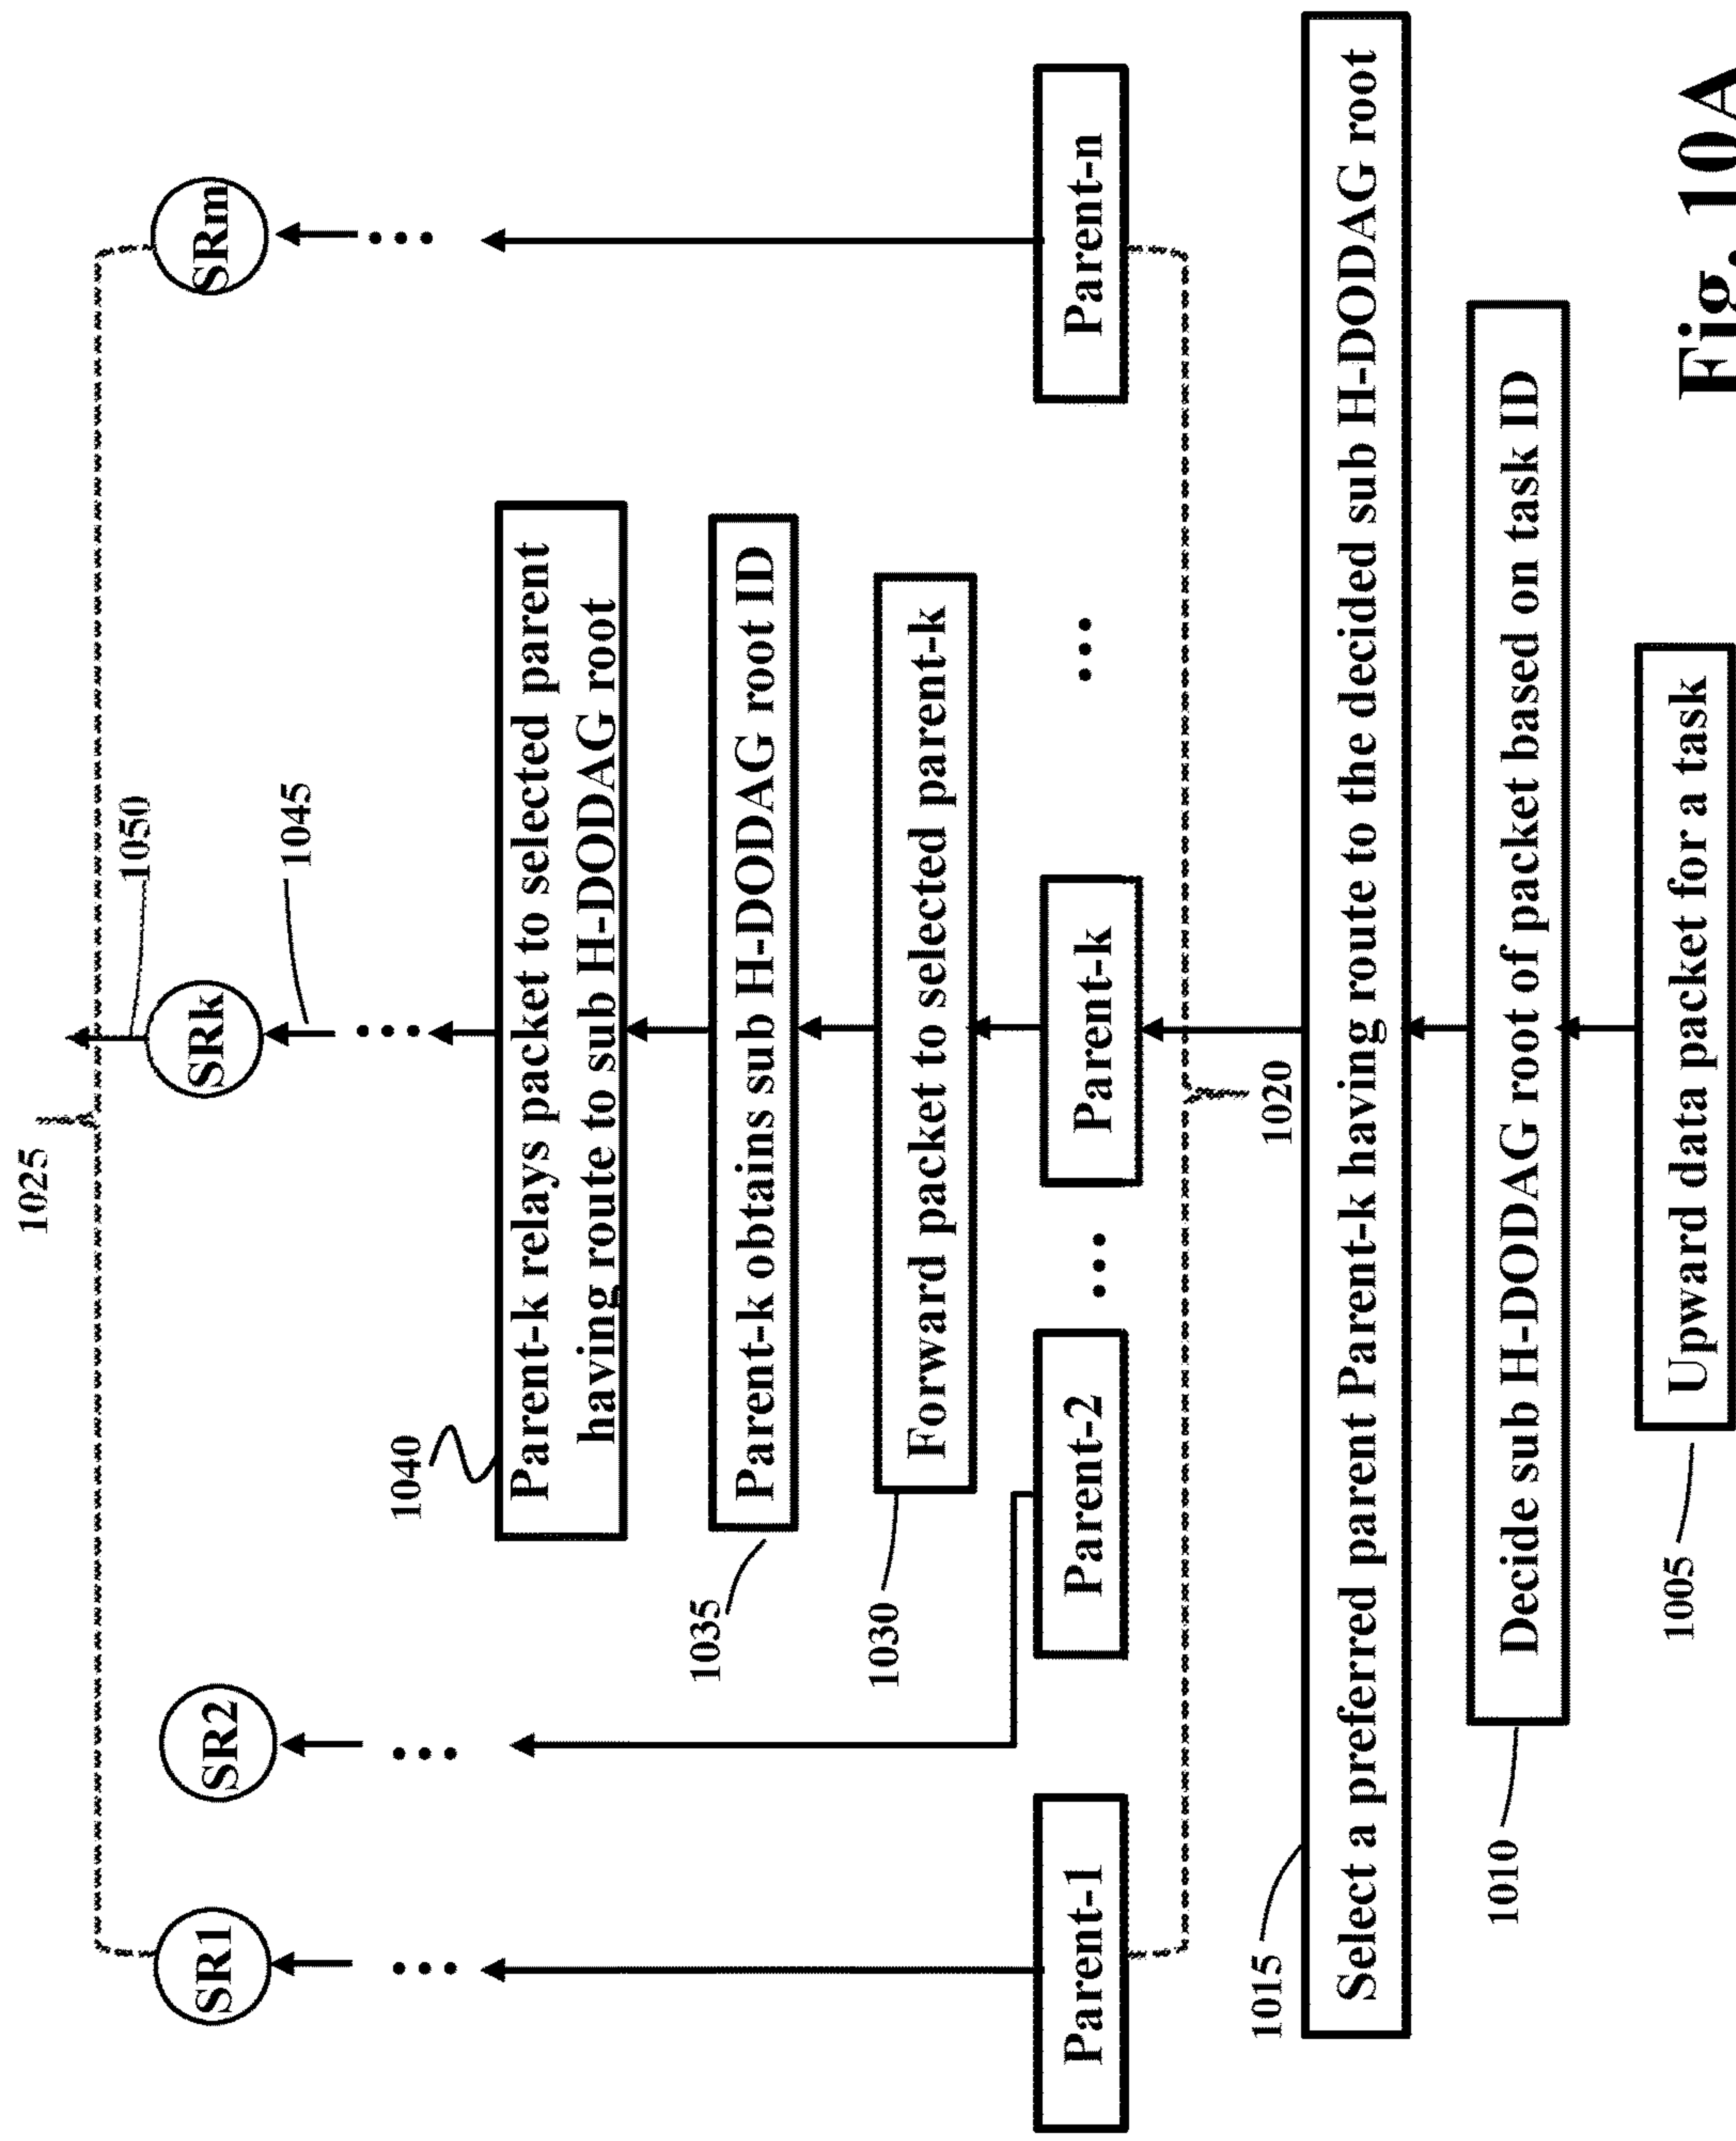 1025
1050
SR1
SR2
SRk
SRm
1045
1040
Parent-k relays packet to selected parent
having route to sub H-DODAG root
1035
Parent-k obtains sub H-DODAG root ID
1030
Forward packet to selected parent-k
Parent-1
Parent-2
...
Parent-k
...
Parent-n
1020
1015
Select a preferred parent Parent-k having route to the decided sub H-DODAG root
1010
Decide sub H-DODAG root of packet based on task ID
1005
Upward data packet for a task
Fig. 10A